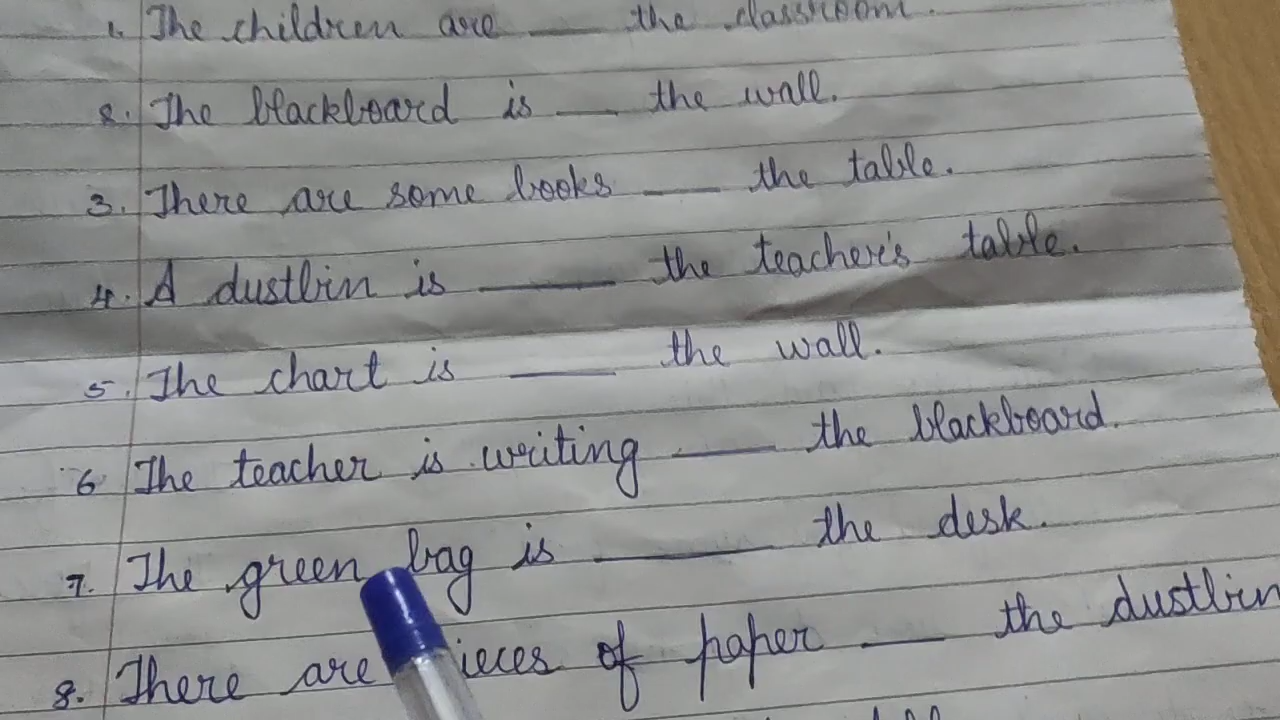 1. The children are ___ the classroom.
2. The blackboard is ___ the wall.
3. There are some books ___ the table.
4. A dustbin is ___ the teacher's table.
5. The chart is ___ the wall.
6 The teacher is writing ___ the blackboard.
7. The green bag is ___ the desk.
8. There are ieces of paper ___ the dustbin